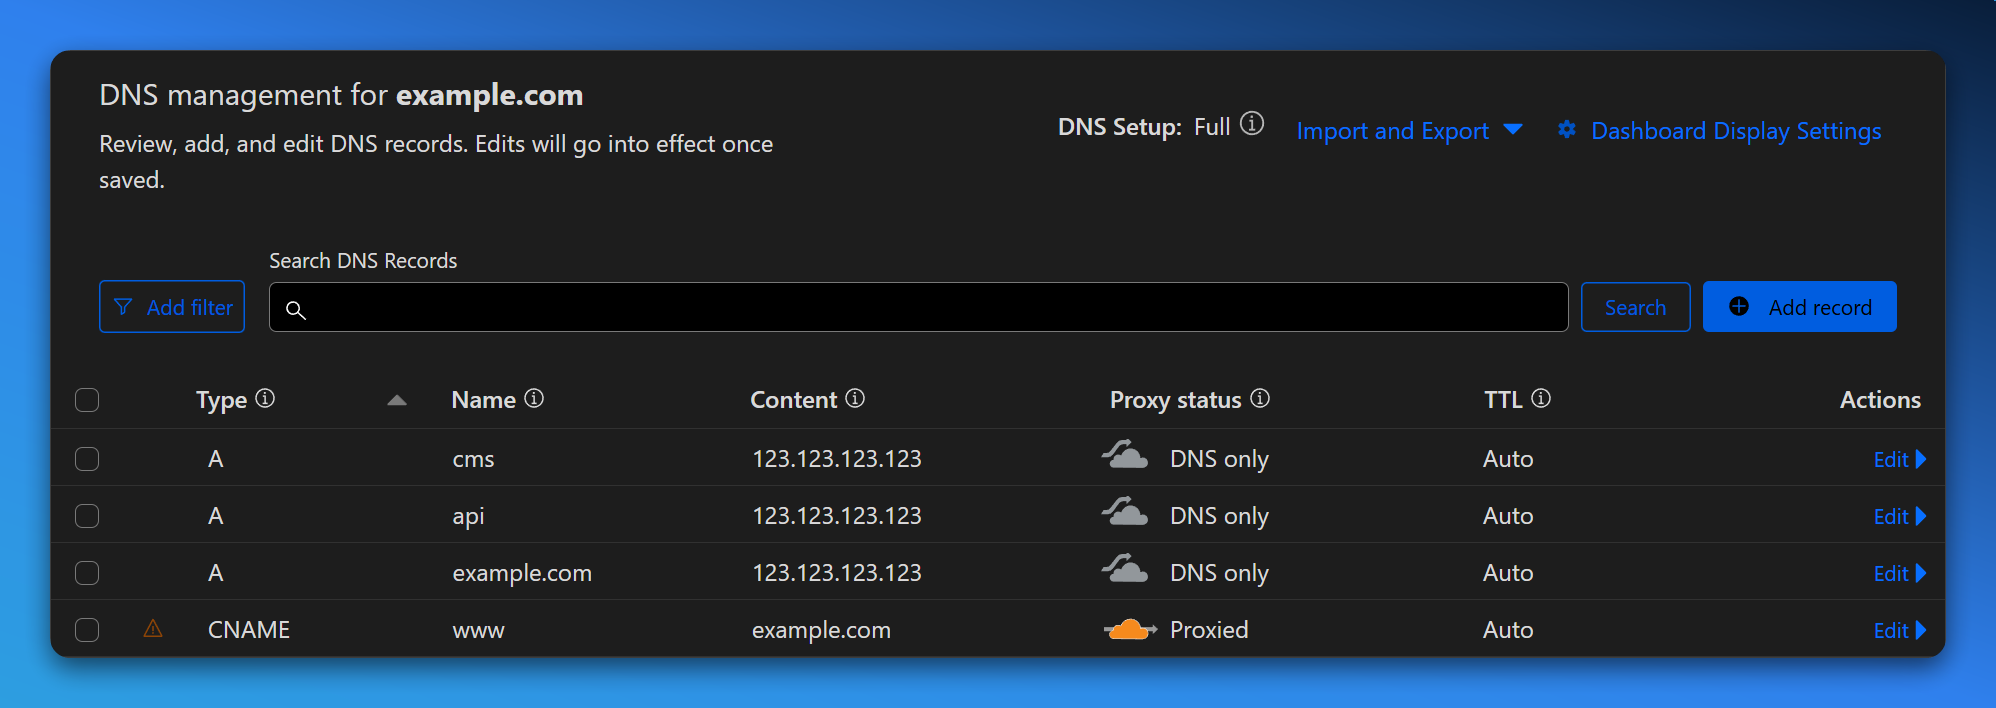 DNS management for example.com
Review, add, and edit DNS records. Edits will go into effect once
saved.
DNS Setup: Full
Import and Export
Dashboard Display Settings
Search DNS Records
Add filter
Search
Add record
Type Name Content Proxy status TTL Actions
A cms 123.123.123.123 DNS only Auto Edit
A api 123.123.123.123 DNS only Auto Edit
A example.com 123.123.123.123 DNS only Auto Edit
CNAME www example.com Proxied Auto Edit